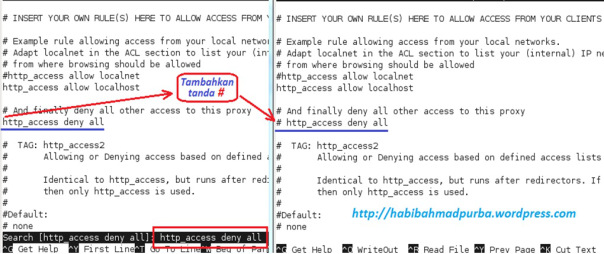 # INSERT YOUR OWN RULE(S) HERE TO ALLOW ACCESS FROM
# Example rule allowing access from your local networ
# Adapt localnet in the ACL section to list your (int
# from where browsing should be allowed
#http_access allow localnet
http_access allow localhost
# And finally deny all other access to this proxy
http_access deny all
#  TAG: http_access2
#       Allowing or Denying access based on defined a
#
#       Identical to http_access, but runs after redir
#       then only http_access is used.
#
#Default:
# none
Search [http_access deny all]: http_access deny all
^G Get Help  ^Y First Line^T Go To Line^W Beg of Par
Tambahkan
tanda #
# INSERT YOUR OWN RULE(S) HERE TO ALLOW ACCESS FROM YOUR CLIENTS
# Example rule allowing access from your local networks.
# Adapt localnet in the ACL section to list your (internal) IP ne
# from where browsing should be allowed
#http_access allow localnet
http_access allow localhost
# And finally deny all other access to this proxy
# http_access deny all
#  TAG: http_access2
#       Allowing or Denying access based on defined access lists
#
#       Identical to http_access, but runs after redirectors. If
#       then only http_access is used.
#
#Default:
# none
http://habibahmadpurba.wordpress.com
^G Get Help  ^O WriteOut  ^R Read File ^Y Prev Page ^K Cut Text